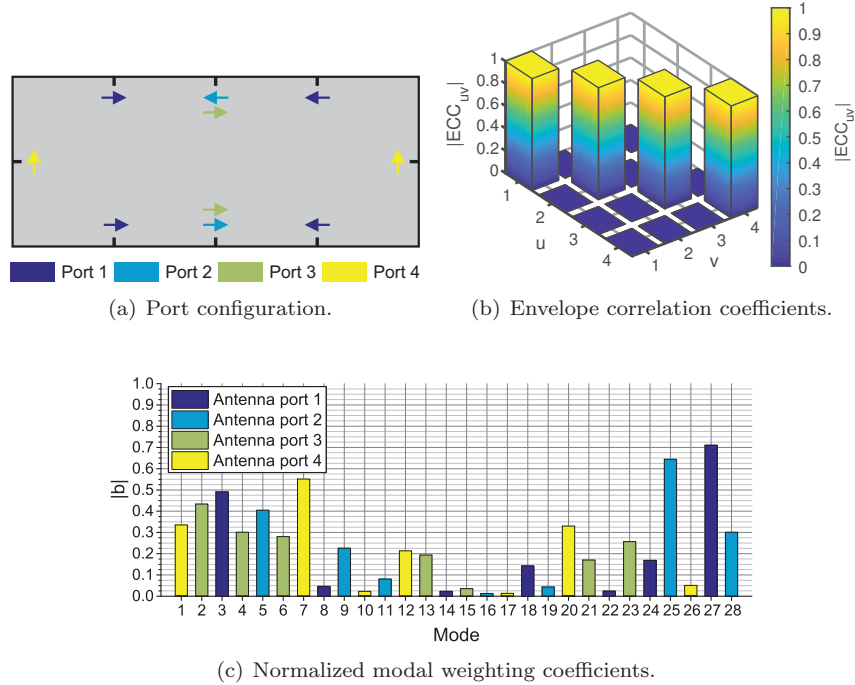 Port 1 Port 2 Port 3 Port 4
(a) Port configuration.
1
0.8
0.6
0.4
0.2
0
|ECC_uv|
1
2
3
4
u
1
2
3
4
v
1
0.9
0.8
0.7
0.6
0.5
0.4
0.3
0.2
0.1
0
|ECC_uv|
(b) Envelope correlation coefficients.
1.0
0.9
0.8
0.7
0.6
0.5
0.4
0.3
0.2
0.1
0.0
|b|
Antenna port 1
Antenna port 2
Antenna port 3
Antenna port 4
1 2 3 4 5 6 7 8 9 10 11 12 13 14 15 16 17 18 19 20 21 22 23 24 25 26 27 28
Mode
(c) Normalized modal weighting coefficients.